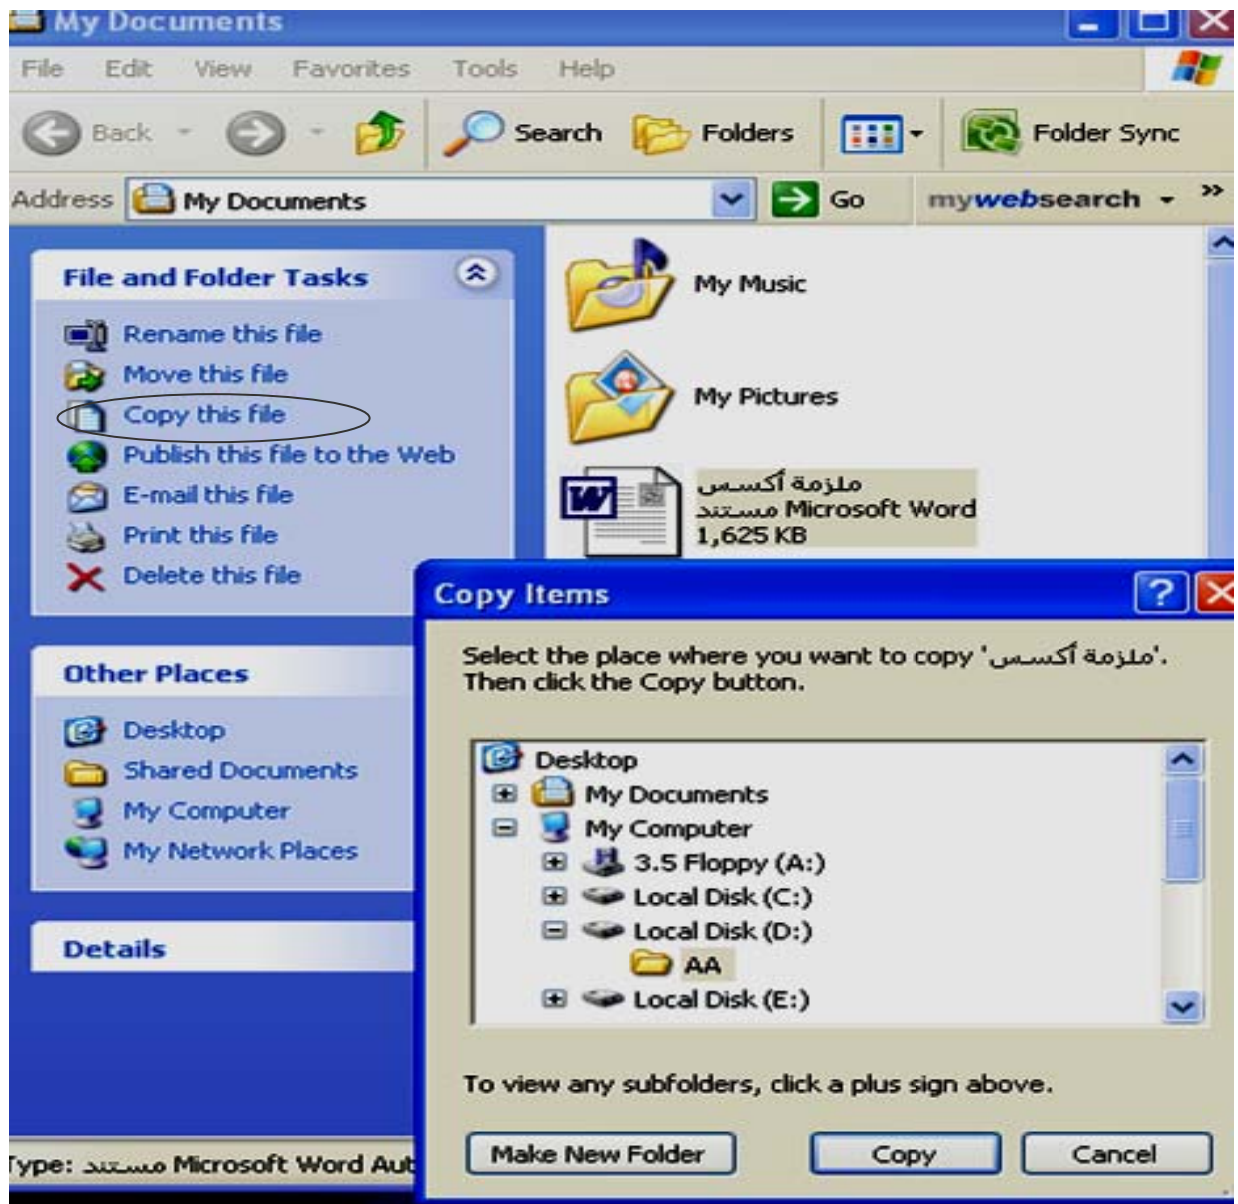 My Documents
File Edit View Favorites Tools Help
Back Search Folders Folder Sync
Address My Documents Go mywebsearch »
File and Folder Tasks
Rename this file
Move this file
Copy this file
Publish this file to the Web
E-mail this file
Print this file
Delete this file
Other Places
Desktop
Shared Documents
My Computer
My Network Places
Details
My Music
My Pictures
ملزمة أكسس
مستند Microsoft Word
1,625 KB
Copy Items
Select the place where you want to copy 'ملزمة أكسس'.
Then click the Copy button.
Desktop
My Documents
My Computer
3.5 Floppy (A:)
Local Disk (C:)
Local Disk (D:)
AA
Local Disk (E:)
To view any subfolders, click a plus sign above.
Make New Folder Copy Cancel
Type: مستند Microsoft Word Aut